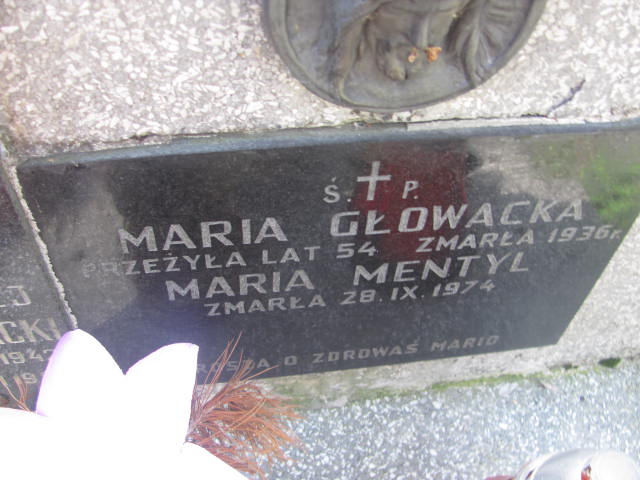 Ś. P.
MARIA GŁOWACKA
PRZEŻYŁA LAT 54 ZMARŁA 1936 r.
MARIA MENTYL
ZMARŁA 28.IX.1974
O ZDROWAŚ MARIO